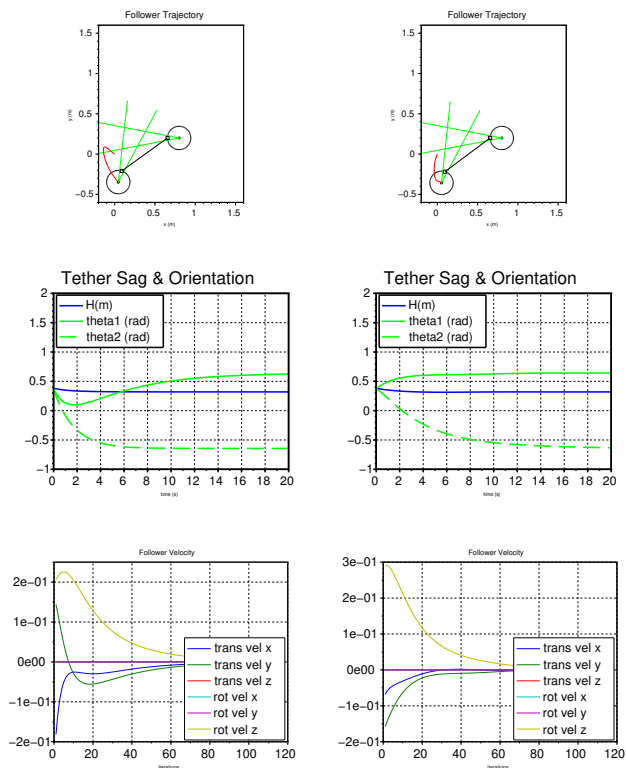 Follower Trajectory
1.5
1
0.5
0
−0.5
y (m)
0 0.5 1 1.5
x (m)
Follower Trajectory
1.5
1
0.5
0
−0.5
y (m)
0 0.5 1 1.5
x (m)
Tether Sag & Orientation
2
1.5
1
0.5
0
−0.5
−1
H(m)
theta1 (rad)
theta2 (rad)
0 2 4 6 8 10 12 14 16 18 20
time (s)
Tether Sag & Orientation
2
1.5
1
0.5
0
−0.5
−1
H(m)
theta1 (rad)
theta2 (rad)
0 2 4 6 8 10 12 14 16 18 20
time (s)
Follower Velocity
2e−01
1e−01
0e00
−1e−01
−2e−01
trans vel x
trans vel y
trans vel z
rot vel x
rot vel y
rot vel z
0 20 40 60 80 100 120
iterations
Follower Velocity
3e−01
2e−01
1e−01
0e00
−1e−01
−2e−01
trans vel x
trans vel y
trans vel z
rot vel x
rot vel y
rot vel z
0 20 40 60 80 100 120
iterations